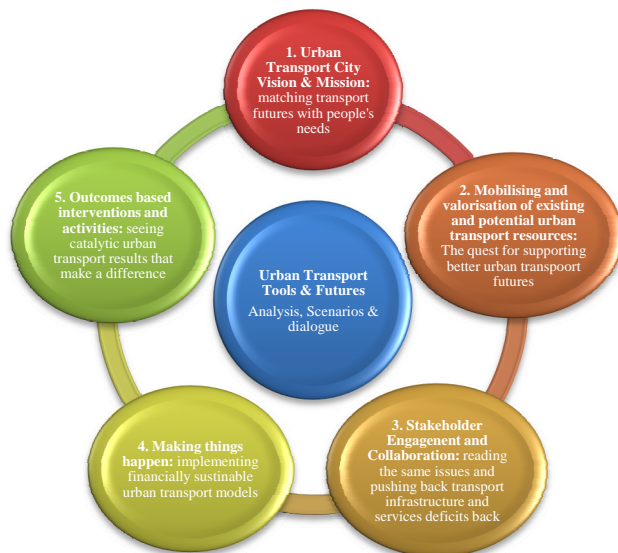 1. Urban
Transport City
Vision & Mission:
matching transport
futures with people's
needs
2. Mobilising and
valorisation of existing
and potential urban
transport resources:
The quest for supporting
better urban transpoort
futures
3. Stakeholder
Engagenent and
Collaboration: reading
the same issues and
pushing back transport
infrastructure and
services deficits back
4. Making things
happen: implementing
financially sustinable
urban transport models
5. Outcomes based
interventions and
activities: seeing
catalytic urban
transport results that
make a difference
Urban Transport
Tools & Futures
Analysis, Scenarios &
dialogue